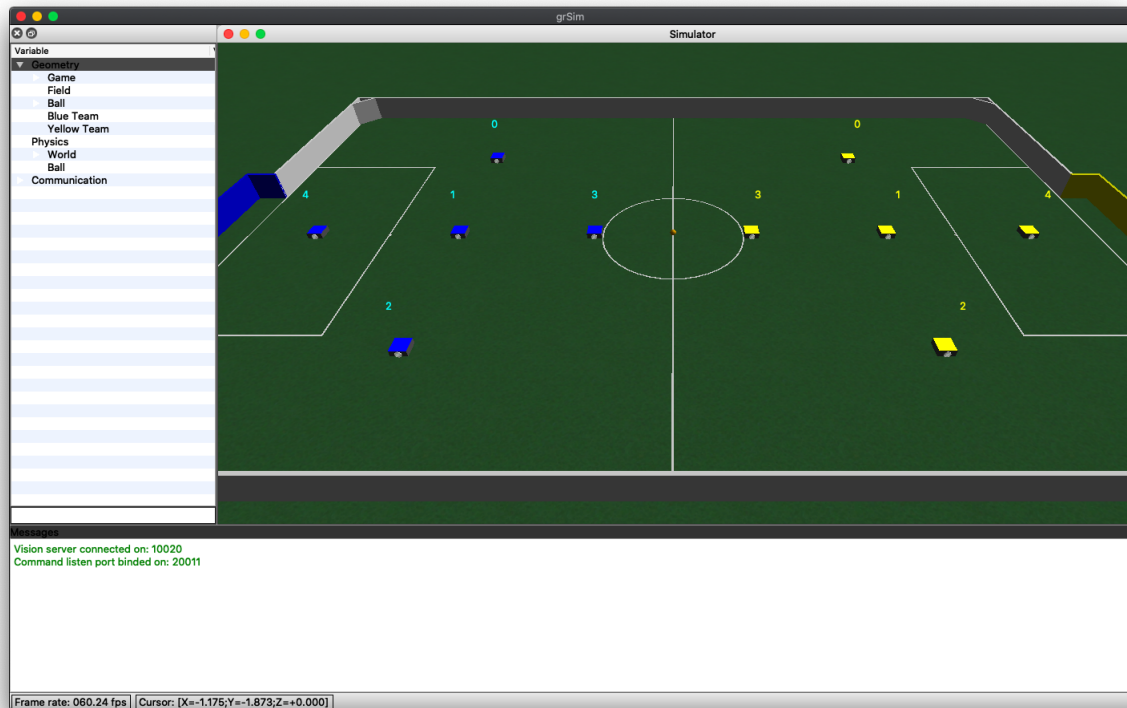 grSim
Simulator
Variable
Geometry
Game
Field
Ball
Blue Team
Yellow Team
Physics
World
Ball
Communication
0
0
4
1
3
3
1
4
2
2
Messages
Vision server connected on: 10020
Command listen port binded on: 20011
Frame rate: 060.24 fps
Cursor: [X=-1.175;Y=-1.873;Z=+0.000]